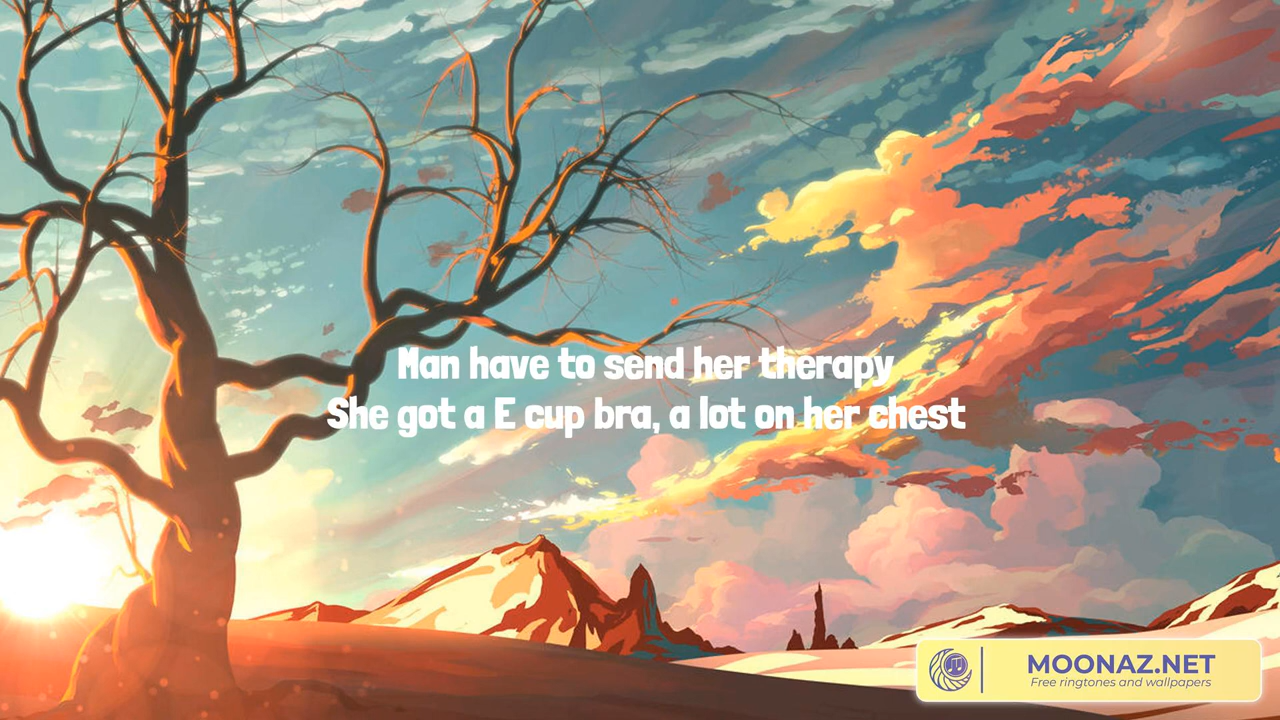 Man have to send her therapy
She got a E cup bra, a lot on her chest
MOONAZ.NET
Free ringtones and wallpapers